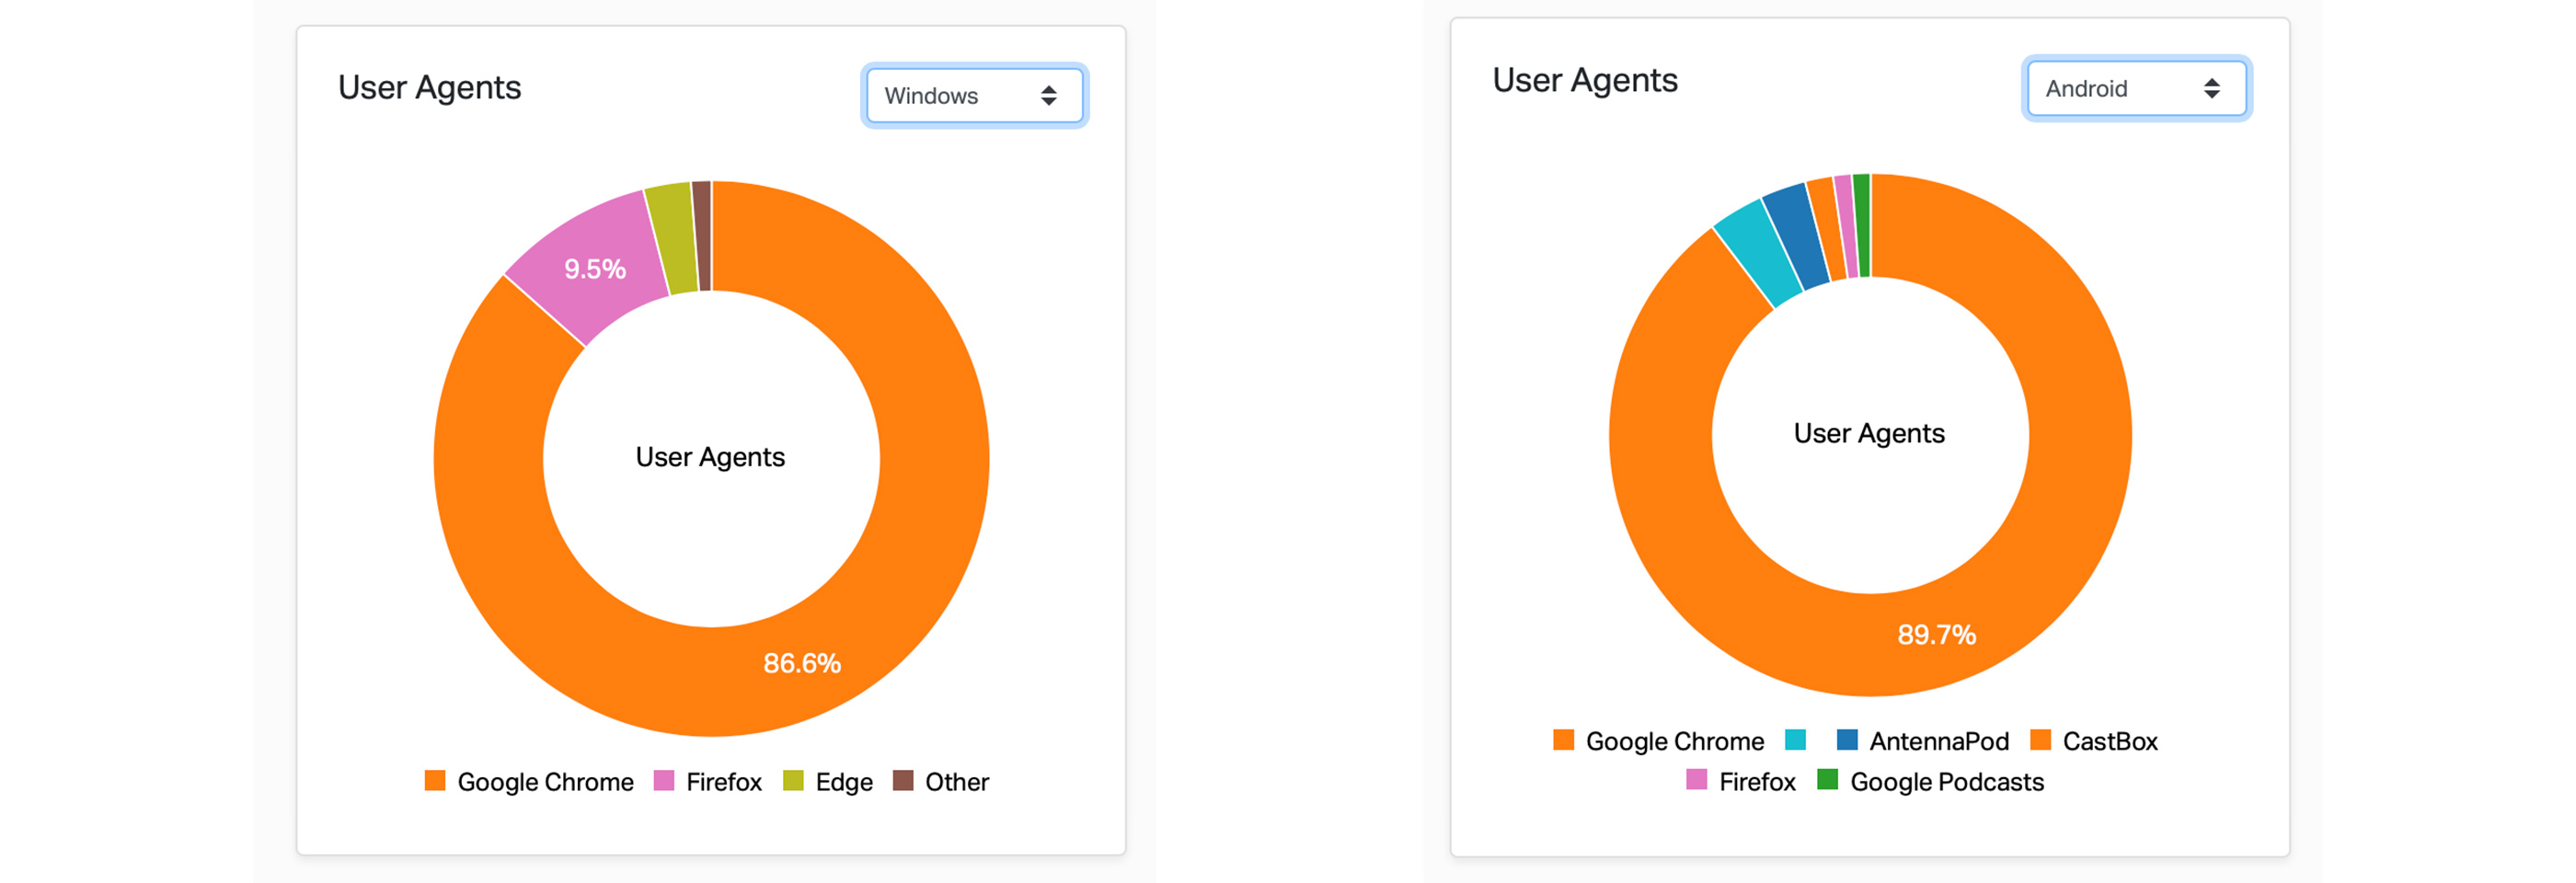 User Agents
Windows
9.5%
User Agents
86.6%
Google Chrome Firefox Edge Other
User Agents
Android
User Agents
89.7%
Google Chrome AntennaPod CastBox
Firefox Google Podcasts